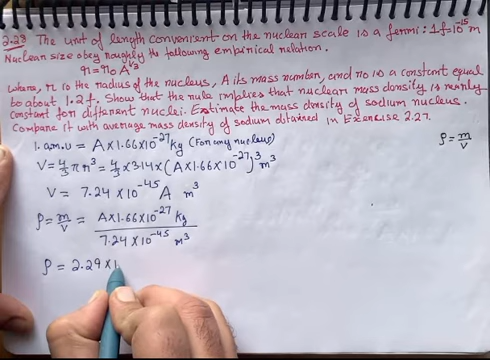 2.28 The unit of length convenient on the nuclear scale is a fermi: 1f=10⁻¹⁵ m
Nuclear size obey roughly the following empirical relation.
r = r₀ A^1/3
where, r is the radius of the nucleus, A its mass number, and r₀ is a constant equal
to about 1.2f. Show that the rule implies that nuclear mass density is nearly
constant for different nuclei. Estimate the mass density of sodium nucleus.
Compare it with average mass density of sodium obtained in Exercise 2.27.
1. a.m.u = A×1.66×10⁻²⁷ kg (For any nucleus)
ρ = m/V
V = 4/3 π r³ = 4/3 × 3.14 × (A×1.66×10⁻²⁷)³ m³
V = 7.24×10⁻⁴⁵ A m³
ρ = m/V = A×1.66×10⁻²⁷ kg / 7.24×10⁻⁴⁵ m³
ρ = 2.29×1